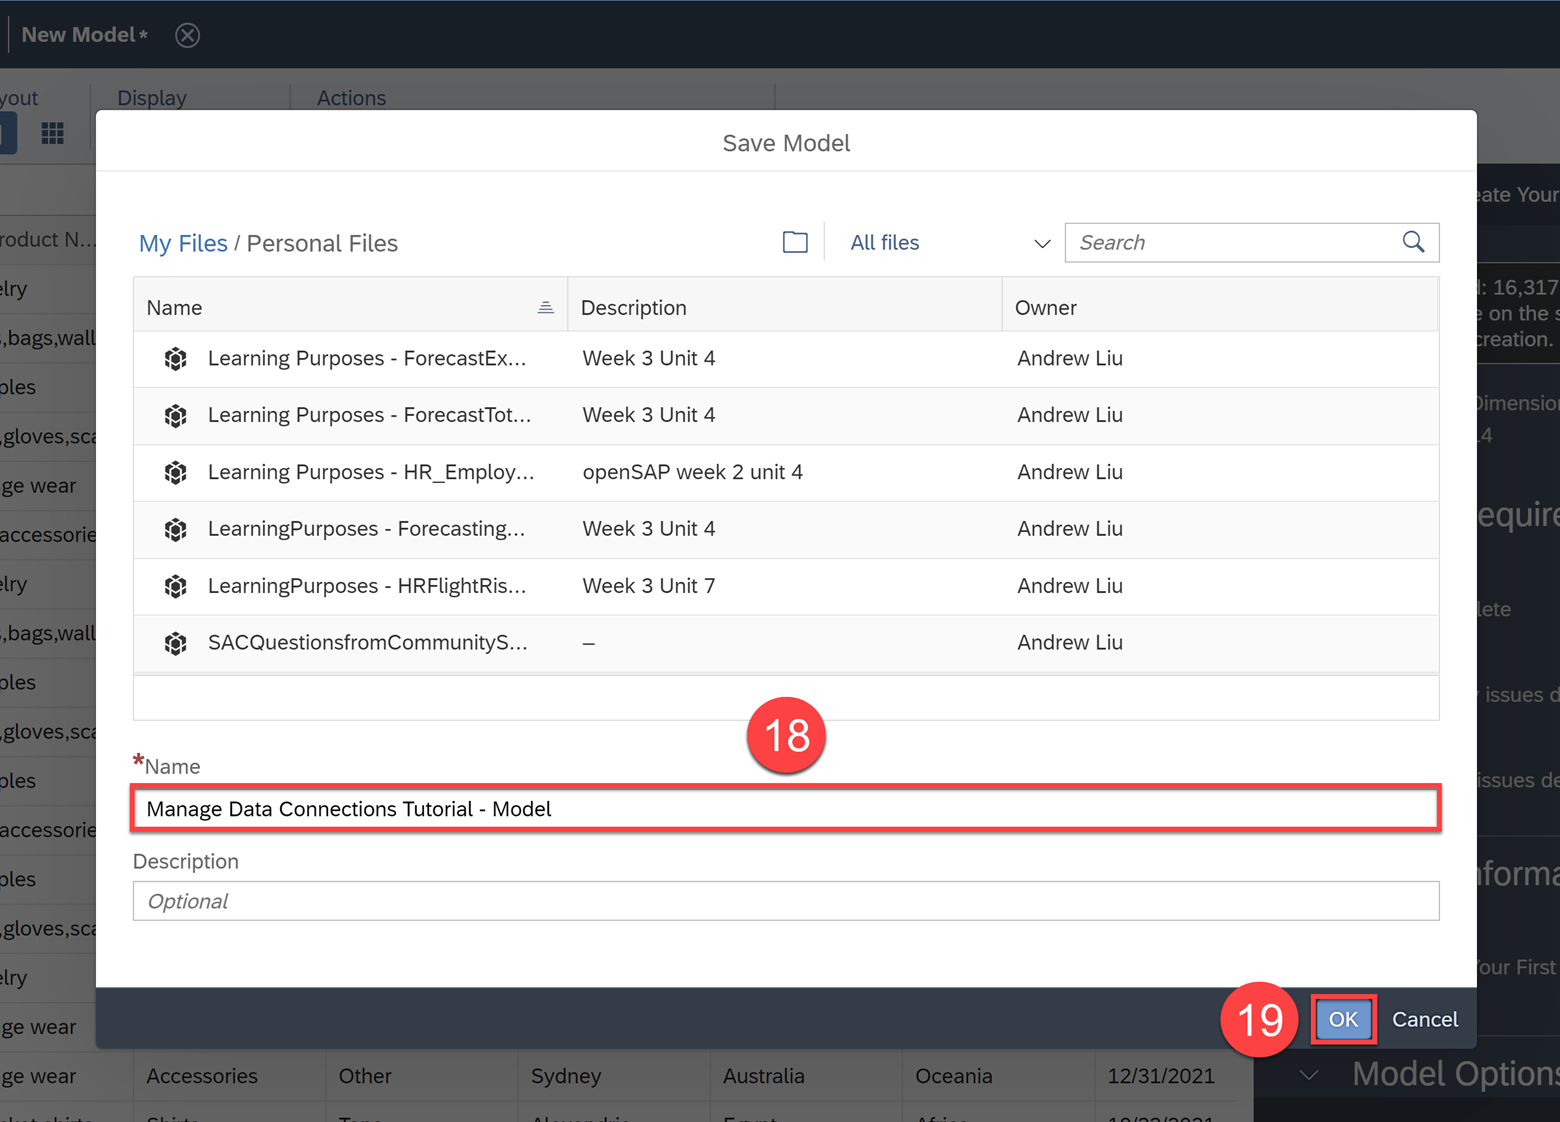 New Model*
yout
Display
Actions
Save Model
eate Your
My Files / Personal Files
All files
Search
roduct N...
Name
Description
Owner
elry
d: 16,317
e on the s
creation.
s,bags,wall
Learning Purposes - ForecastEx...
Week 3 Unit 4
Andrew Liu
ples
Dimension
Learning Purposes - ForecastTot...
Week 3 Unit 4
Andrew Liu
14
,gloves,sca
Learning Purposes - HR_Employ...
openSAP week 2 unit 4
Andrew Liu
ge wear
equire
LearningPurposes - Forecasting...
Week 3 Unit 4
Andrew Liu
accessorie
elry
LearningPurposes - HRFlightRis...
Week 3 Unit 7
Andrew Liu
lete
s,bags,wall
SACQuestionsfromCommunityS...
–
Andrew Liu
ples
y issues d
,gloves,sca
18
*Name
ples
issues de
Manage Data Connections Tutorial - Model
accessorie
Description
ples
nforma
Optional
,gloves,sca
elry
Your First
19
OK
Cancel
ge wear
ge wear
Accessories
Other
Sydney
Australia
Oceania
12/31/2021
Model Options